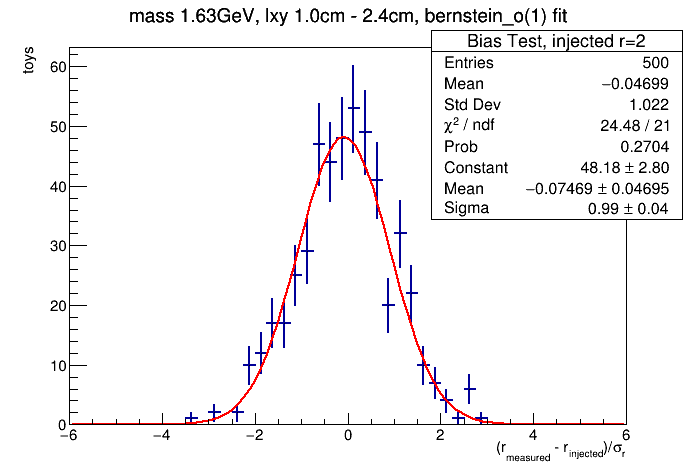 mass 1.63GeV, lxy 1.0cm - 2.4cm, bernstein_o(1) fit
Bias Test, injected r=2
Entries 500
Mean −0.04699
Std Dev 1.022
χ² / ndf 24.48 / 21
Prob 0.2704
Constant 48.18 ± 2.80
Mean −0.07469 ± 0.04695
Sigma 0.99 ± 0.04
toys
60
50
40
30
20
10
0
−6 −4 −2 0 2 4 6
(r_measured - r_injected)/σ_r